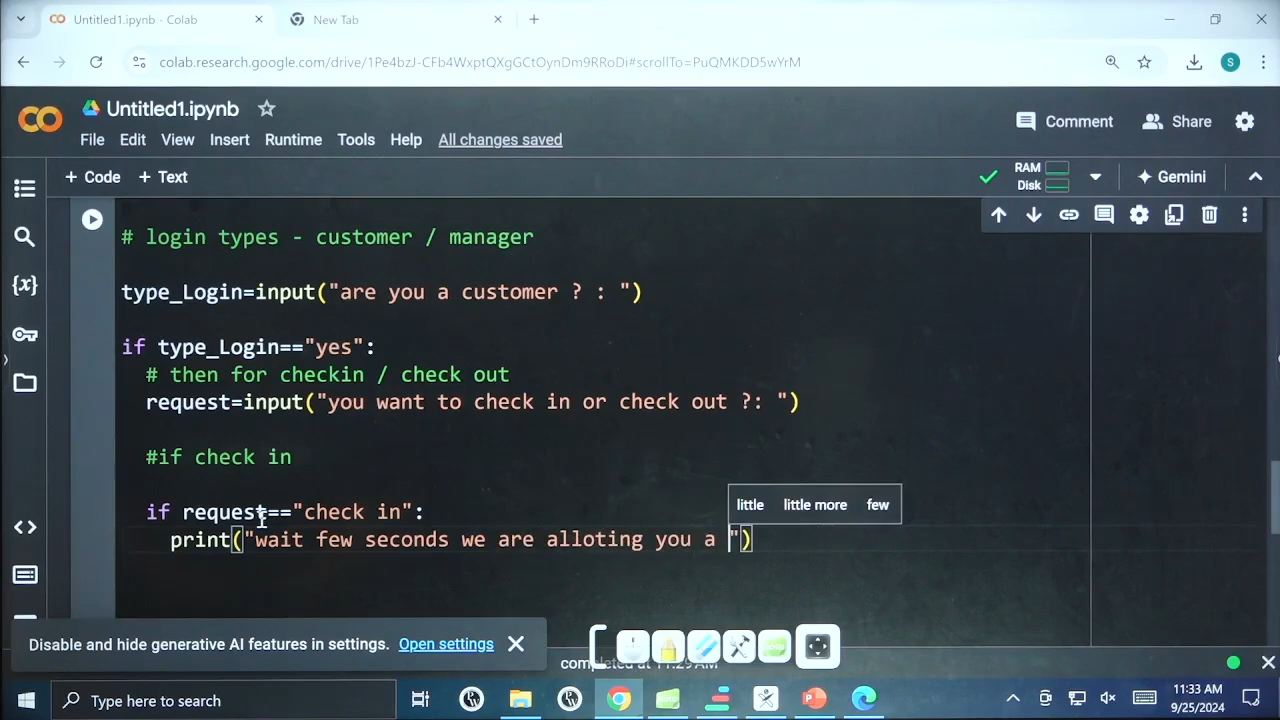 Untitled1.ipynb - Colab
New Tab
colab.research.google.com/drive/1Pe4bzJ-CFb4WxptQXgGCtOynDm9RRoDi#scrollTo=PuQMKDD5wYrM
S
Untitled1.ipynb
Comment
Share
File Edit View Insert Runtime Tools Help All changes saved
+ Code + Text
RAM
Disk
Gemini
# login types - customer / manager
type_Login=input("are you a customer ? : ")
if type_Login=="yes":
# then for checkin / check out
request=input("you want to check in or check out ?: ")
#if check in
little little more few
if request=="check in":
print("wait few seconds we are alloting you a ")
Disable and hide generative AI features in settings. Open settings
completed at 11:29 AM
Type here to search
11:33 AM
9/25/2024